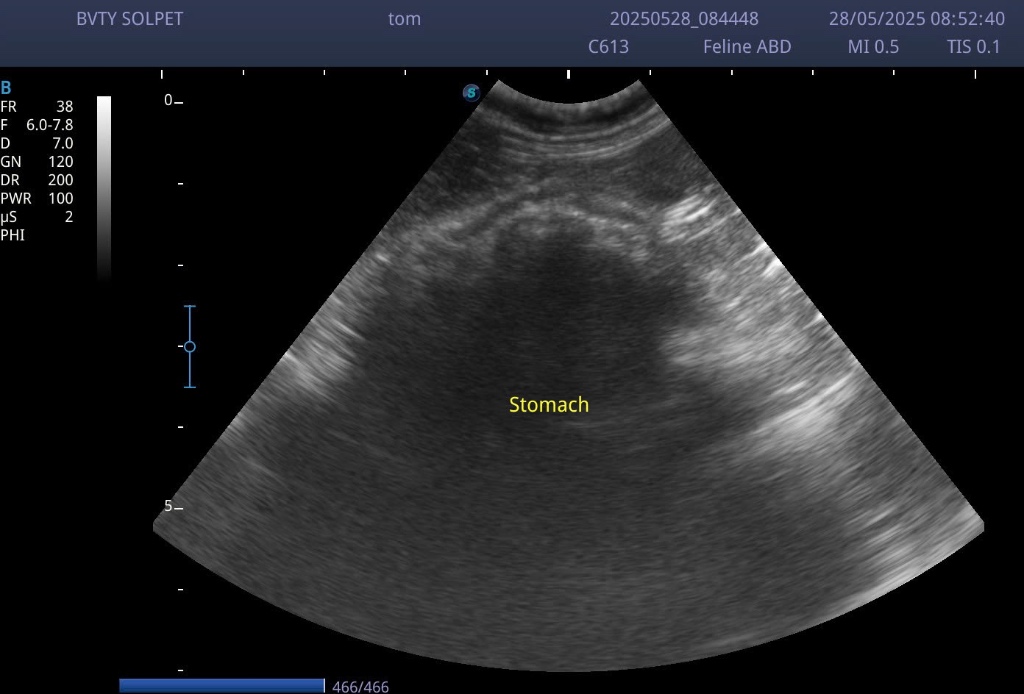 BVTY SOLPET tom 20250528_084448 28/05/2025 08:52:40
C613 Feline ABD MI 0.5 TIS 0.1
B
FR 38
F 6.0-7.8
D 7.0
GN 120
DR 200
PWR 100
µS 2
PHI
0
S
Stomach
5
466/466